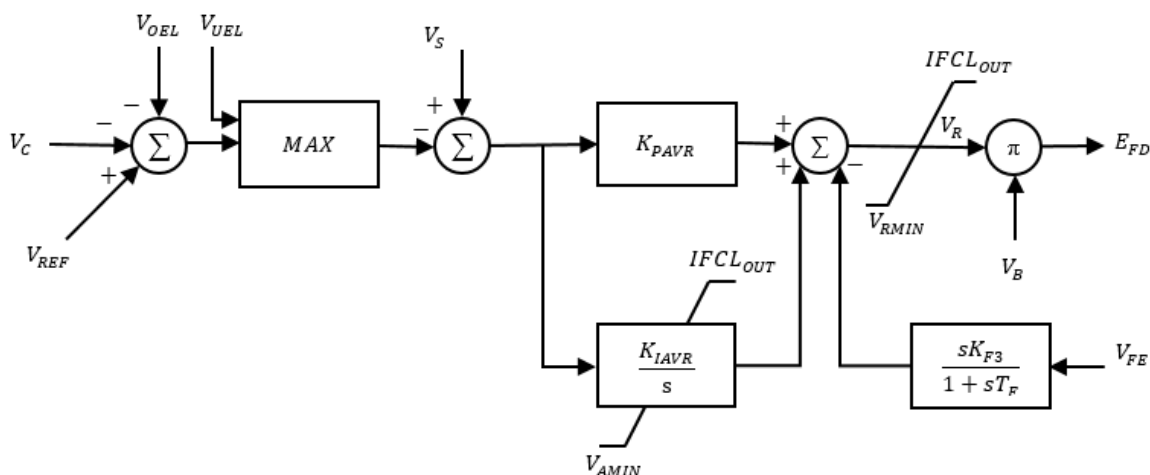 V_OEL
V_UEL
V_S
IFCL_OUT
−
−
+
V_C
Σ
MAX
−
+
Σ
K_PAVR
+
+
−
Σ
V_R
π
E_FD
V_REF
V_RMIN
V_B
IFCL_OUT
K_IAVR
s
V_AMIN
sK_F3
1 + sT_F
V_FE